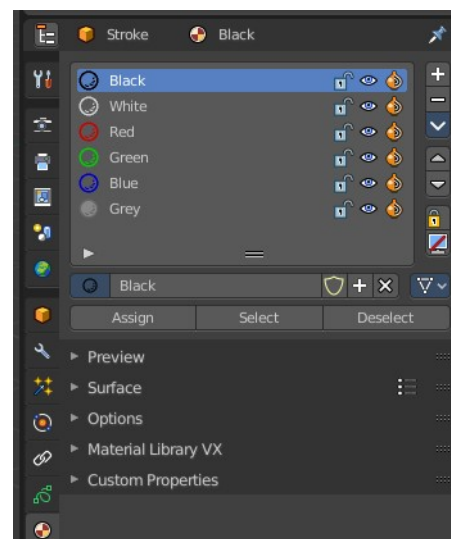 Stroke Black
Black
White
Red
Green
Blue
Grey
Black
Assign Select Deselect
Preview
Surface
Options
Material Library VX
Custom Properties